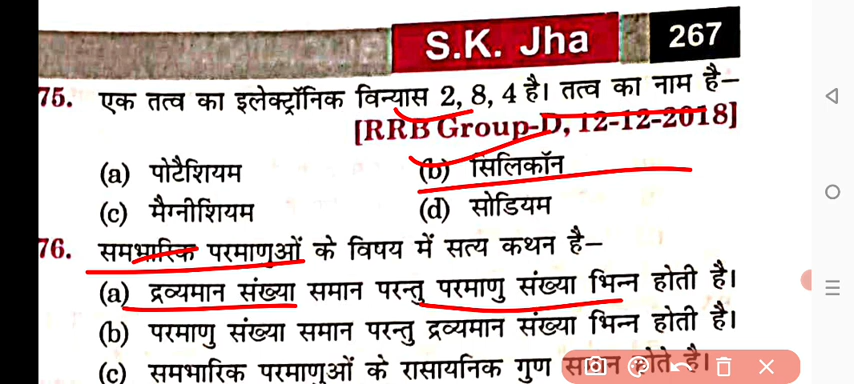 S.K. Jha 267
75. एक तत्व का इलेक्ट्रॉनिक विन्यास 2, 8, 4 है। तत्व का नाम है–
[RRB Group-D, 12-12-2018]
(a) पोटैशियम (b) सिलिकॉन
(c) मैग्नीशियम (d) सोडियम
76. समभारिक परमाणुओं के विषय में सत्य कथन है–
(a) द्रव्यमान संख्या समान परन्तु परमाणु संख्या भिन्न होती है।
(b) परमाणु संख्या समान परन्तु द्रव्यमान संख्या भिन्न होती है।
(c) समभारिक परमाणुओं के रासायनिक गुण समान होते है।